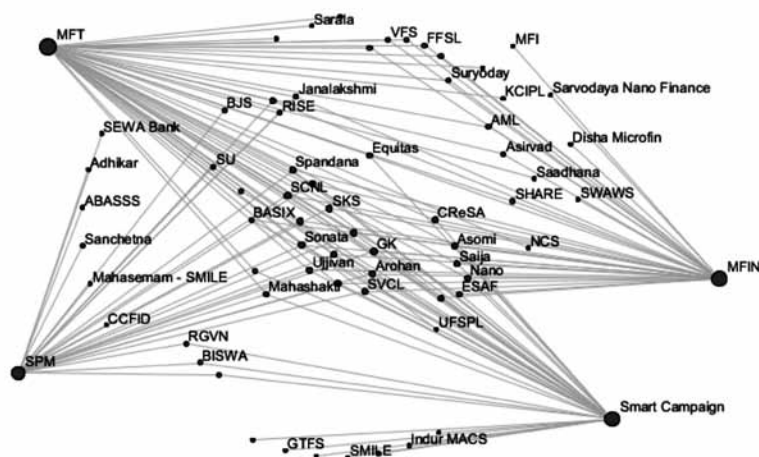 Sarala
MFT
VFS
FFSL
MFI
Suryoday
Janalakshmi
KCIPL
Sarvodaya Nano Finance
BJS
RISE
AML
SEWA Bank
Disha Microfin
Equitas
Asirvad
Adhikar
SU
Spandana
Saadhana
SCNL
SHARE
SWAWS
ABASSS
SKS
BASIX
CReSA
Sanchetna
Sonata
GK
Asomi
NCS
Ujjivan
Arohan
Saija
Mahasemam - SMILE
Nano
MFIN
Mahashakti
SVCL
ESAF
CCFID
UFSPL
RGVN
SPM
BISWA
Smart Campaign
GTFS
Indur MACS
SMILE